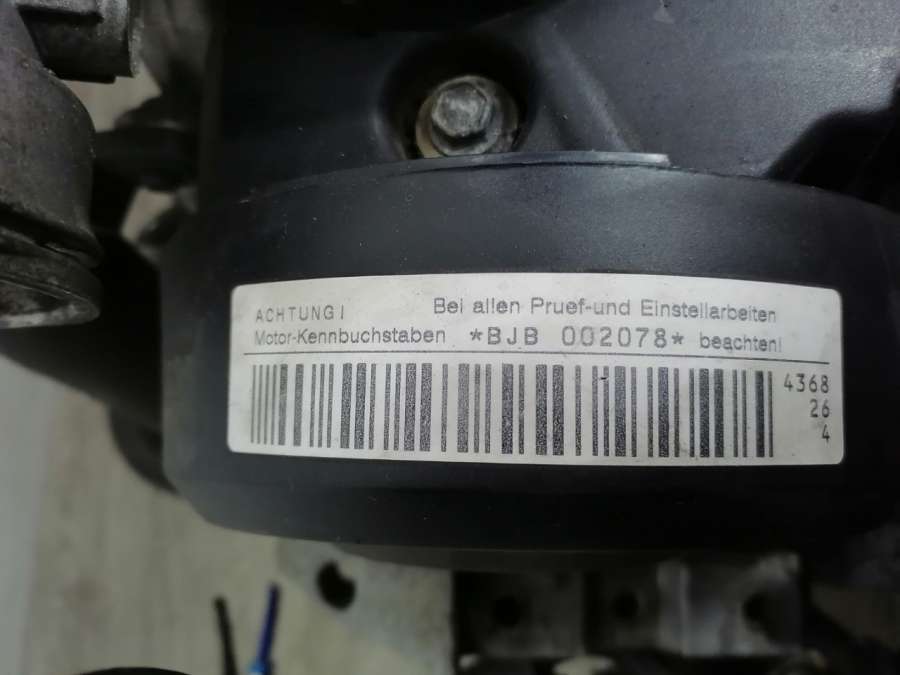 ACHTUNG! Bei allen Pruef-und Einstellarbeiten
Motor-Kennbuchstaben *BJB 002078* beachten!
4368
26
4